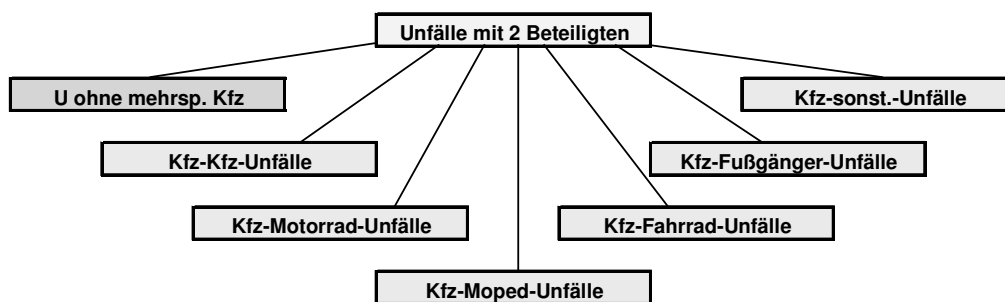 Unfälle mit 2 Beteiligten
U ohne mehrsp. Kfz
Kfz-sonst.-Unfälle
Kfz-Kfz-Unfälle
Kfz-Fußgänger-Unfälle
Kfz-Motorrad-Unfälle
Kfz-Fahrrad-Unfälle
Kfz-Moped-Unfälle